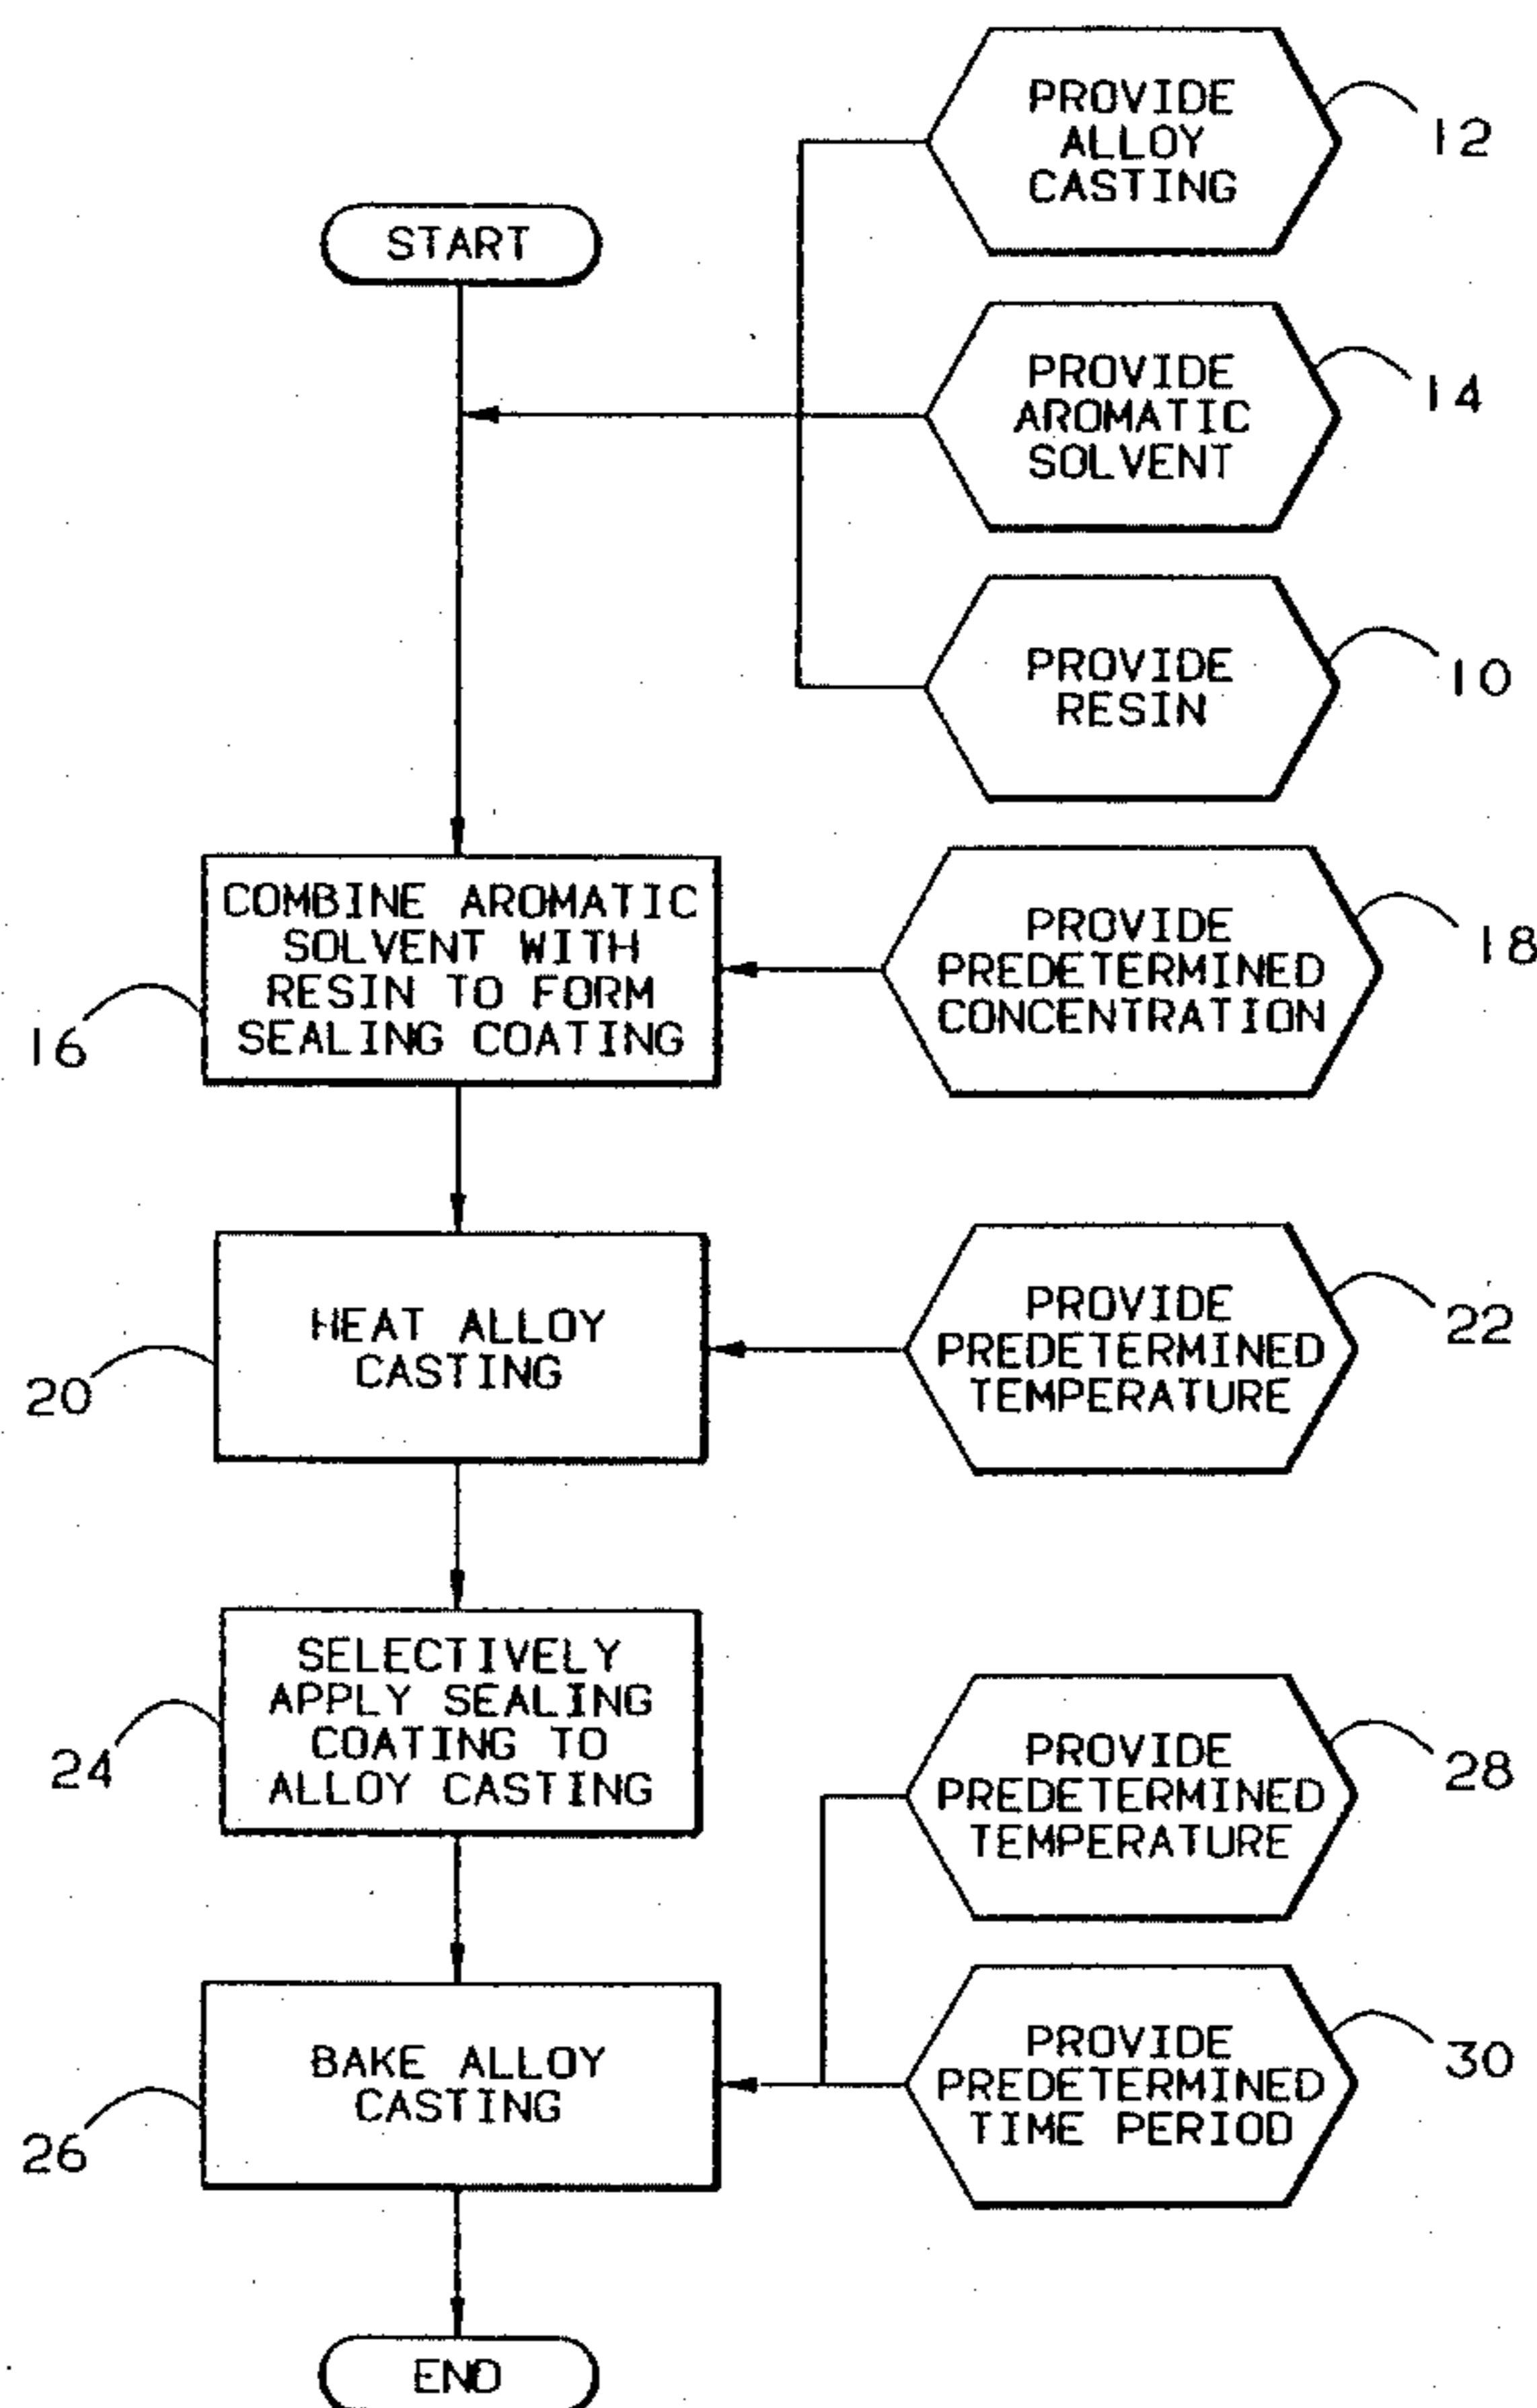 PROVIDE
ALLOY
CASTING
12
START
PROVIDE
AROMATIC
SOLVENT
14
PROVIDE
RESIN
10
COMBINE AROMATIC
SOLVENT WITH
RESIN TO FORM
SEALING COATING
16
PROVIDE
PREDETERMINED
CONCENTRATION
18
HEAT ALLOY
CASTING
20
PROVIDE
PREDETERMINED
TEMPERATURE
22
SELECTIVELY
APPLY SEALING
COATING TO
ALLOY CASTING
24
PROVIDE
PREDETERMINED
TEMPERATURE
28
BAKE ALLOY
CASTING
26
PROVIDE
PREDETERMINED
TIME PERIOD
30
END